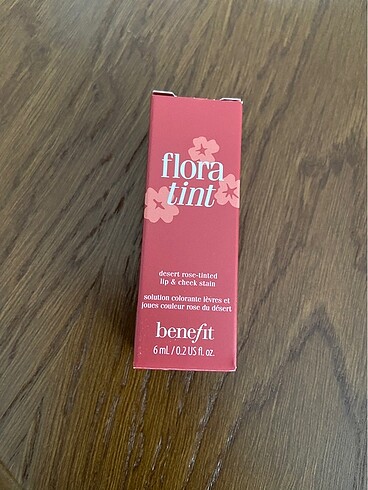 flora
tint
desert rose-tinted
lip & cheek stain
solution colorante lèvres et
joues couleur rose du désert
benefit
6 mL / 0.2 US fl. oz.